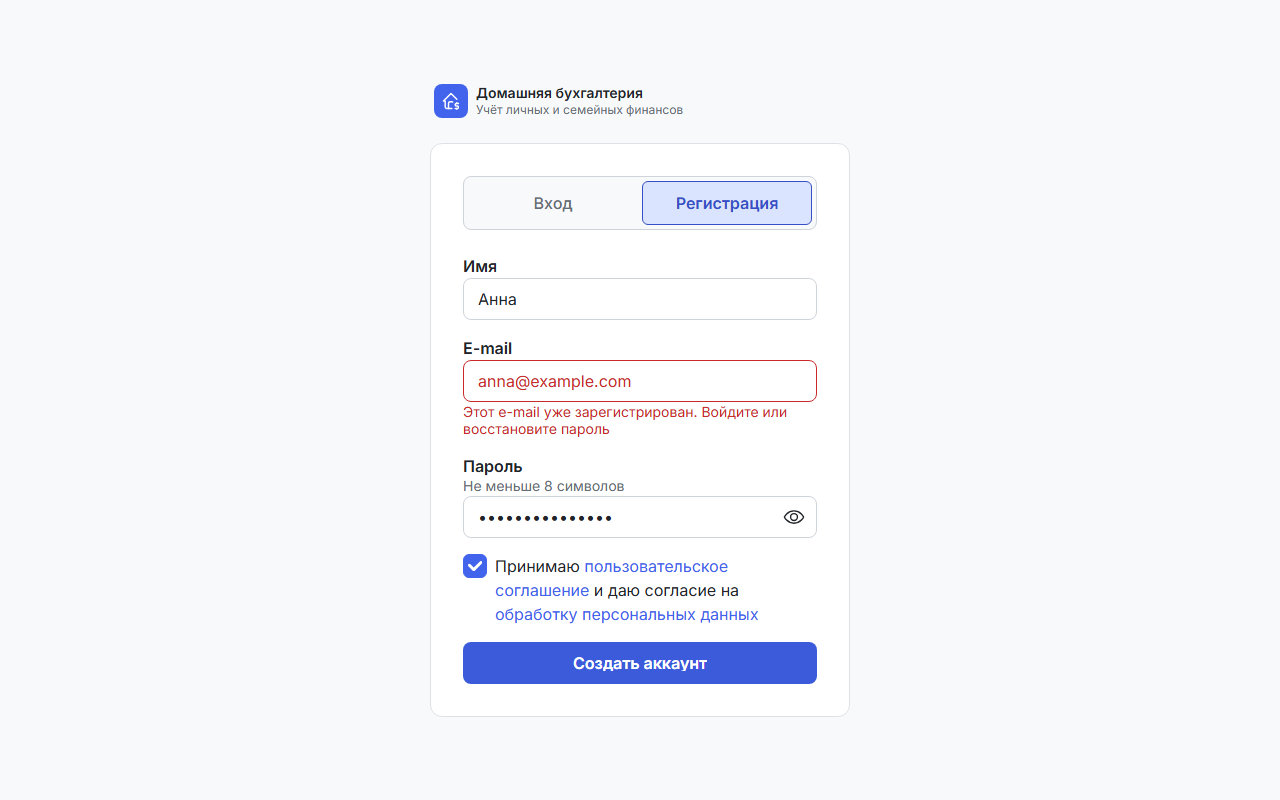 Домашняя бухгалтерия
Учёт личных и семейных финансов
Вход
Регистрация
Имя
Анна
E-mail
anna@example.com
Этот e-mail уже зарегистрирован. Войдите или
восстановите пароль
Пароль
Не меньше 8 символов
•••••••••••••••
Принимаю пользовательское
соглашение и даю согласие на
обработку персональных данных
Создать аккаунт